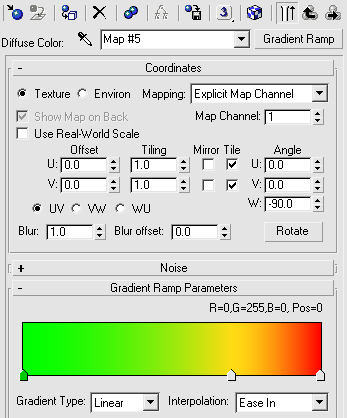 Diffuse Color: Map #5 Gradient Ramp
- Coordinates
Texture Environ Mapping: Explicit Map Channel
Show Map on Back Map Channel: 1
Use Real-World Scale
Offset Tiling Mirror Tile Angle
U: 0.0 1.0 U: 0.0
V: 0.0 1.0 V: 0.0
W: -90.0
UV VW WU
Blur: 1.0 Blur offset: 0.0 Rotate
+ Noise
- Gradient Ramp Parameters
R=0,G=255,B=0, Pos=0
Gradient Type: Linear Interpolation: Ease In